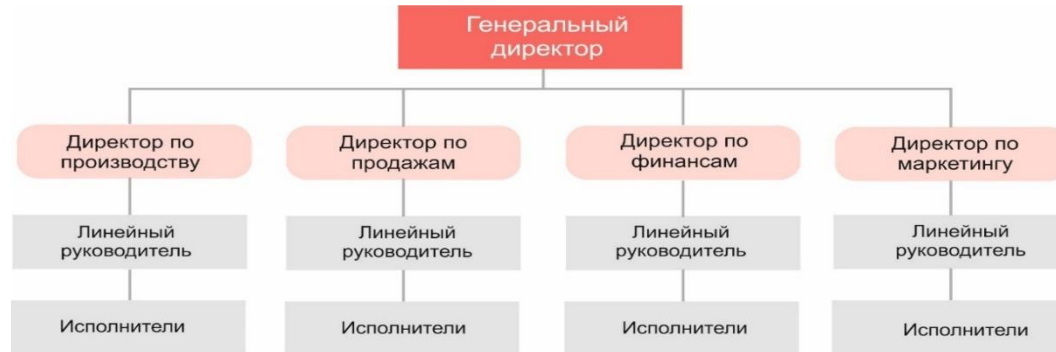 Генеральный
директор
Директор по
производству
Директор по
продажам
Директор по
финансам
Директор по
маркетингу
Линейный
руководитель
Линейный
руководитель
Линейный
руководитель
Линейный
руководитель
Исполнители
Исполнители
Исполнители
Исполнители